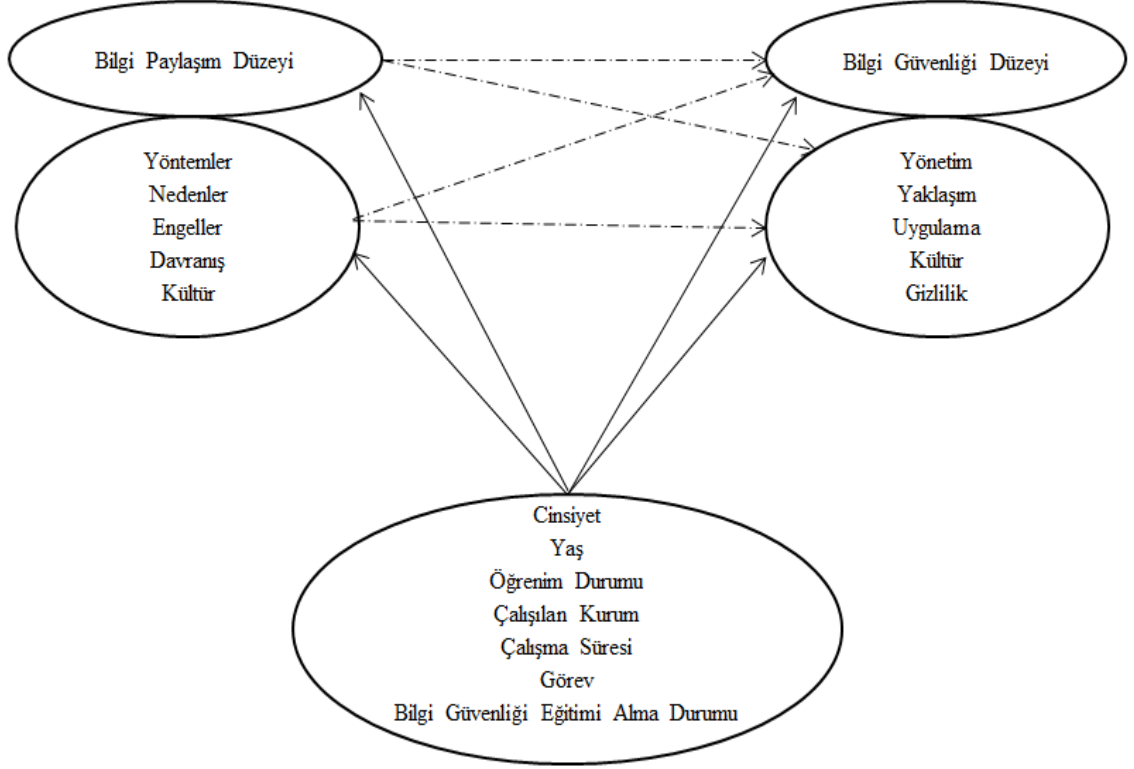 Bilgi Paylaşım Düzeyi
Yöntemler
Nedenler
Engeller
Davranış
Kültür
Bilgi Güvenliği Düzeyi
Yönetim
Yaklaşım
Uygulama
Kültür
Gizlilik
Cinsiyet
Yaş
Öğrenim Durumu
Çalışılan Kurum
Çalışma Süresi
Görev
Bilgi Güvenliği Eğitimi Alma Durumu